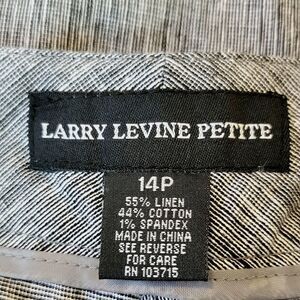 LARRY LEVINE PETITE
14P
55% LINEN
44% COTTON
1% SPANDEX
MADE IN CHINA
SEE REVERSE
FOR CARE
RN 103715